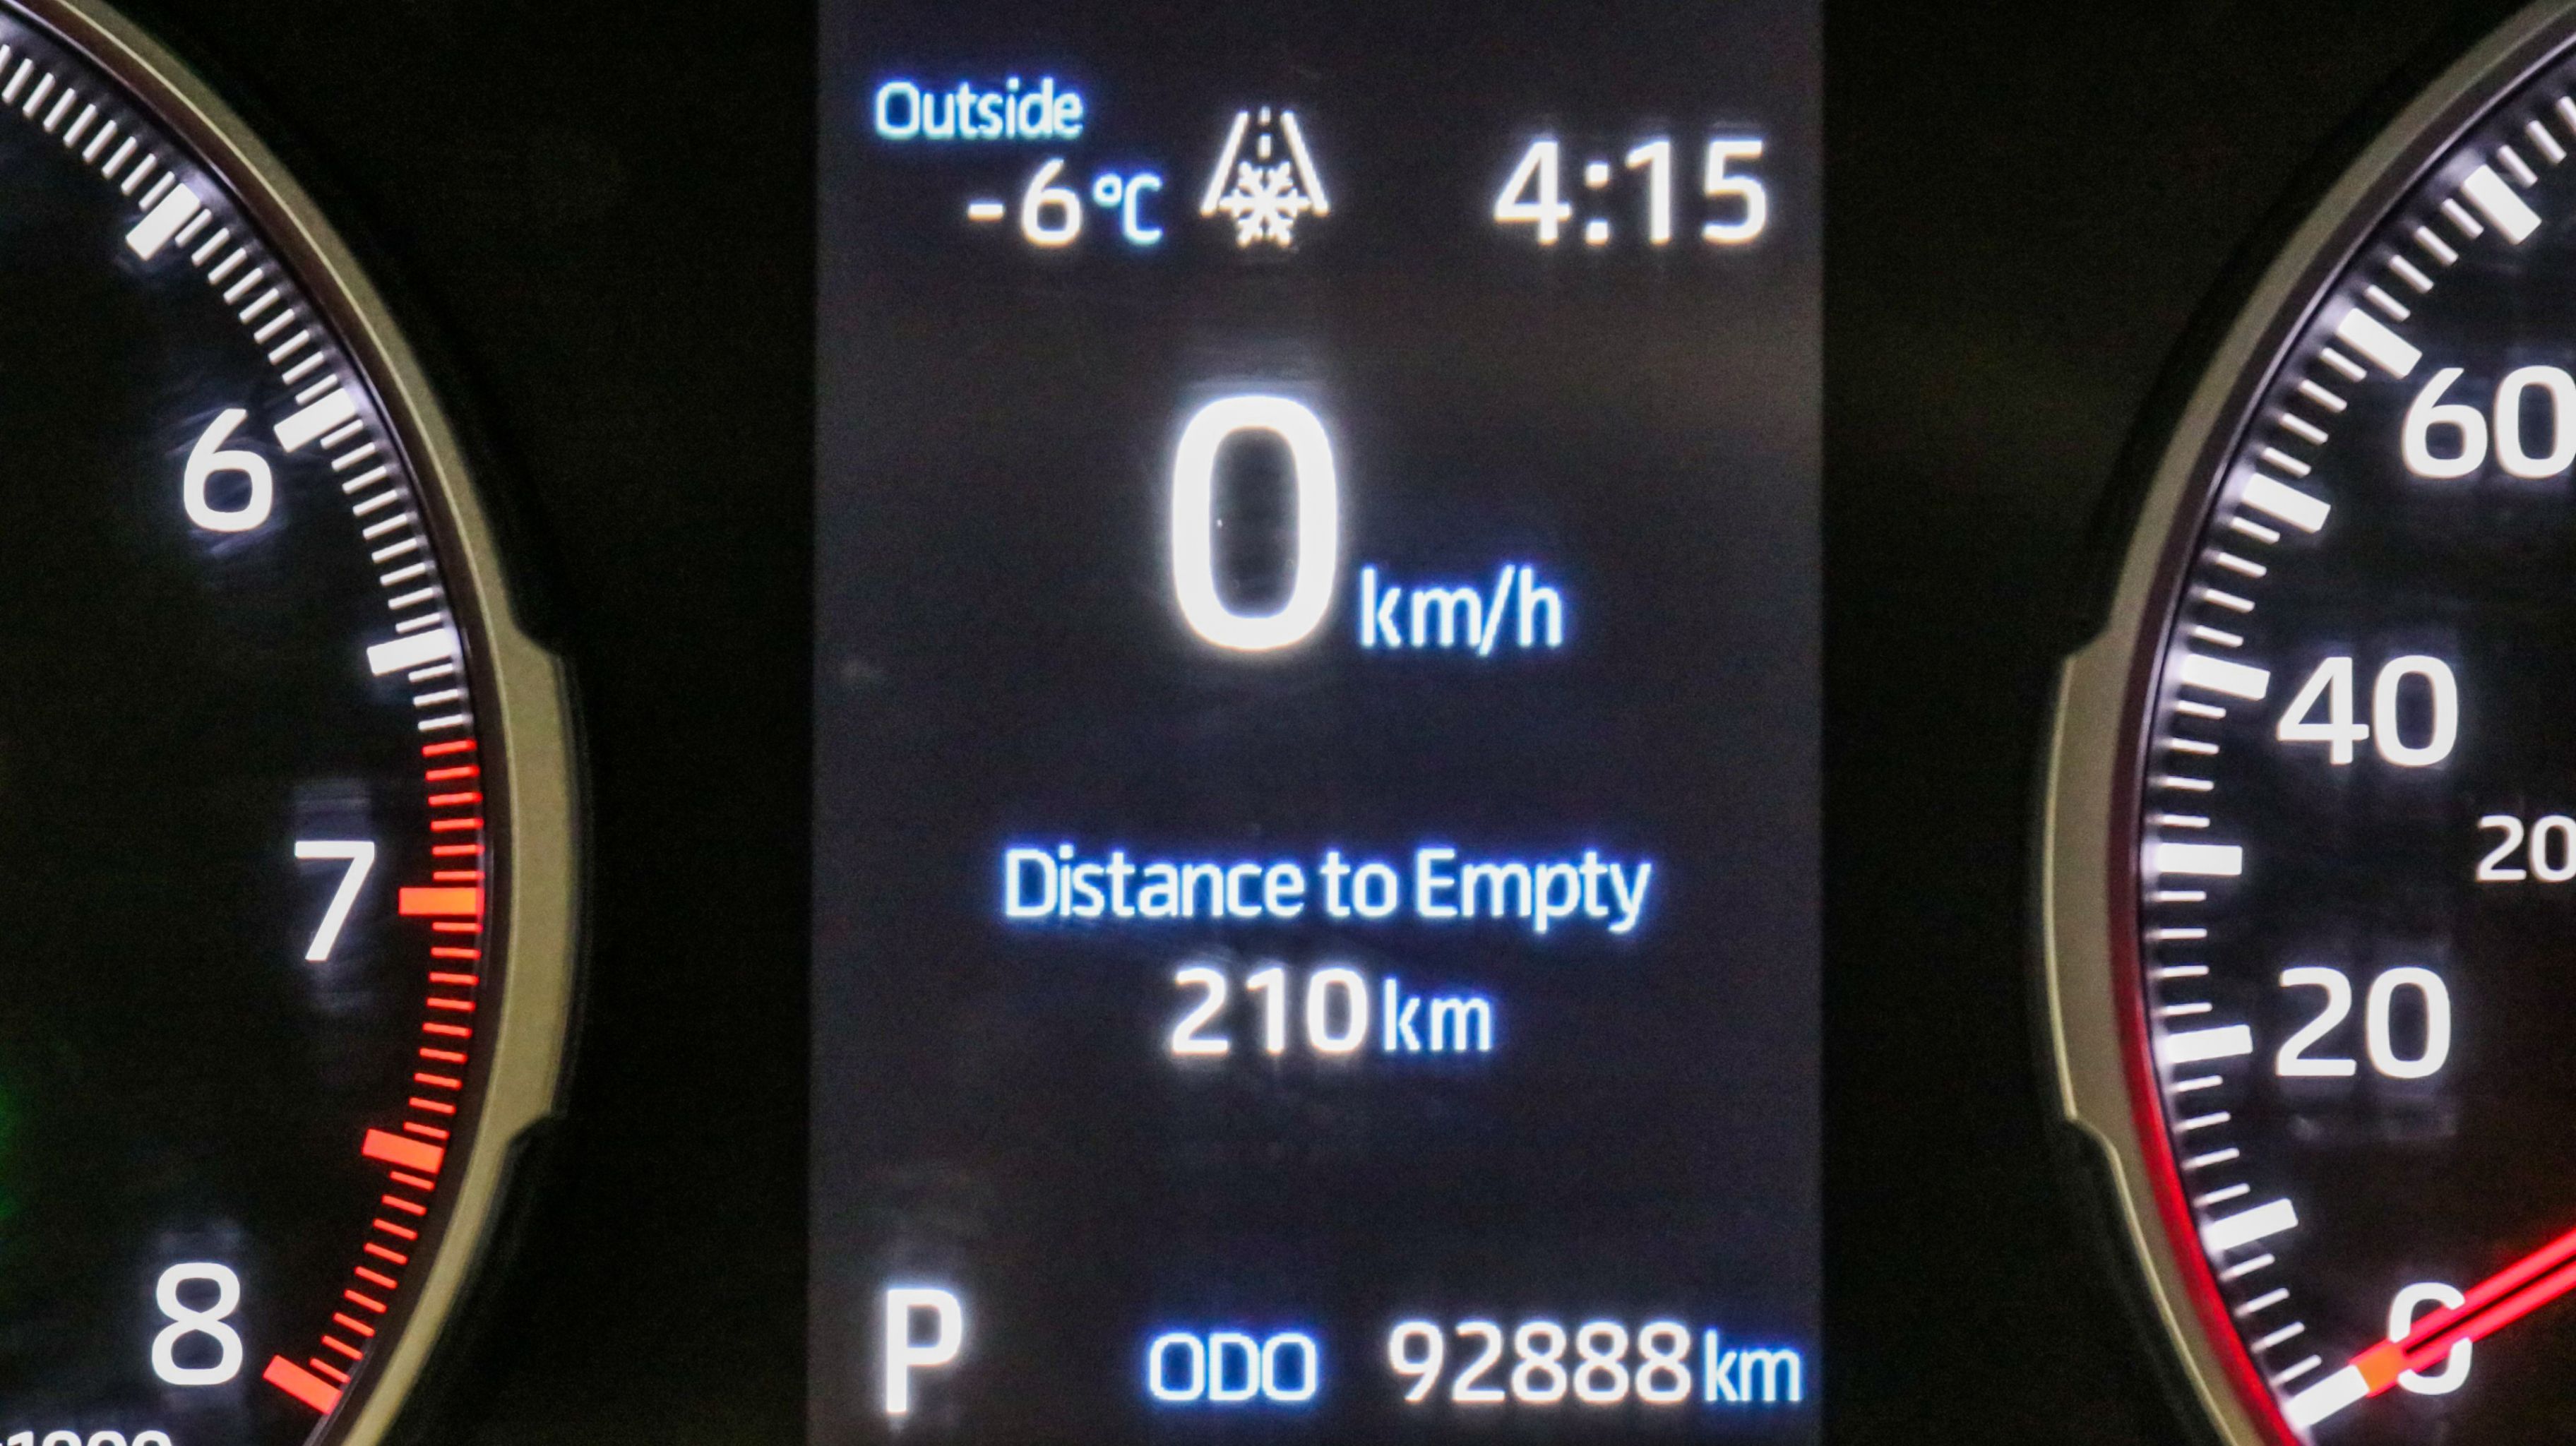 Outside
-6°C 4:15
6
7
8
0 km/h
Distance to Empty
210 km
P ODO 92888 km
60
40
20
20
0